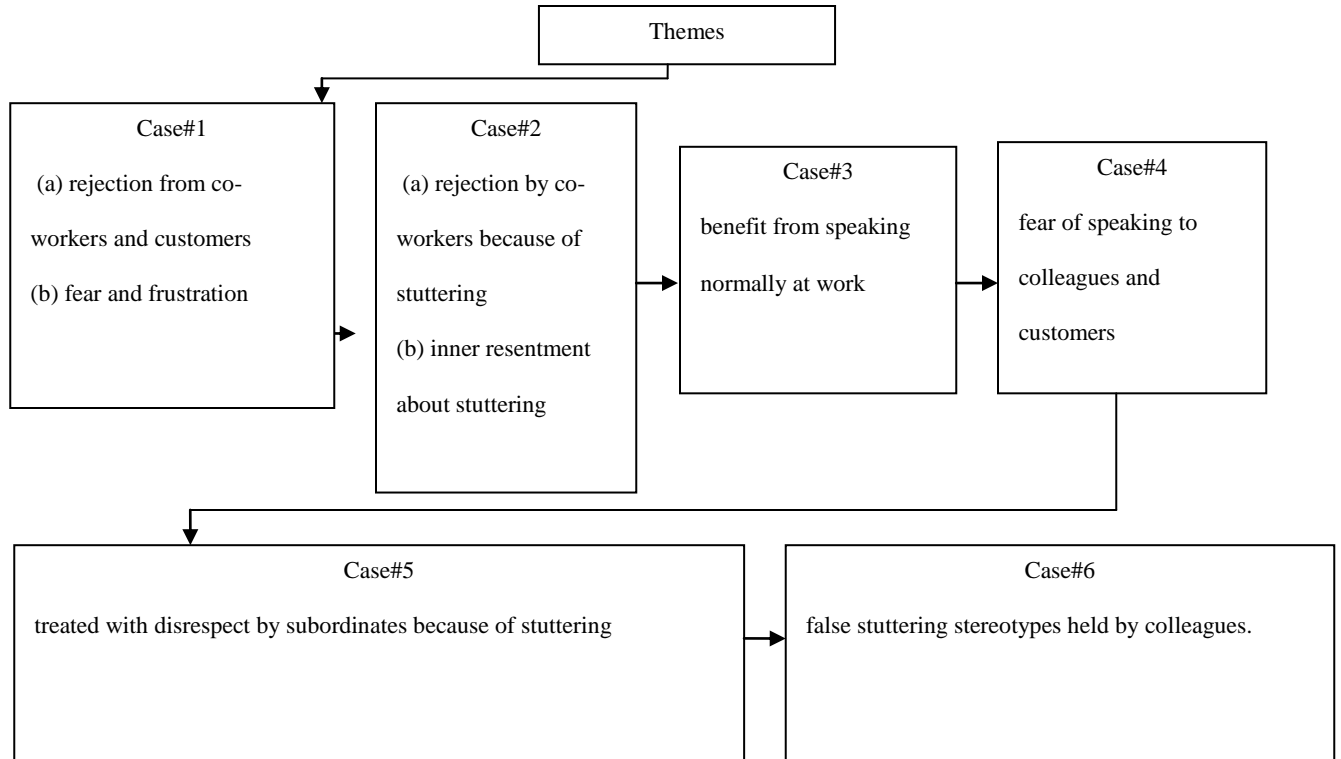 Themes
Case#1
(a) rejection from co-
workers and customers
(b) fear and frustration
Case#2
(a) rejection by co-
workers because of
stuttering
(b) inner resentment
about stuttering
Case#3
benefit from speaking
normally at work
Case#4
fear of speaking to
colleagues and
customers
Case#5
treated with disrespect by subordinates because of stuttering
Case#6
false stuttering stereotypes held by colleagues.